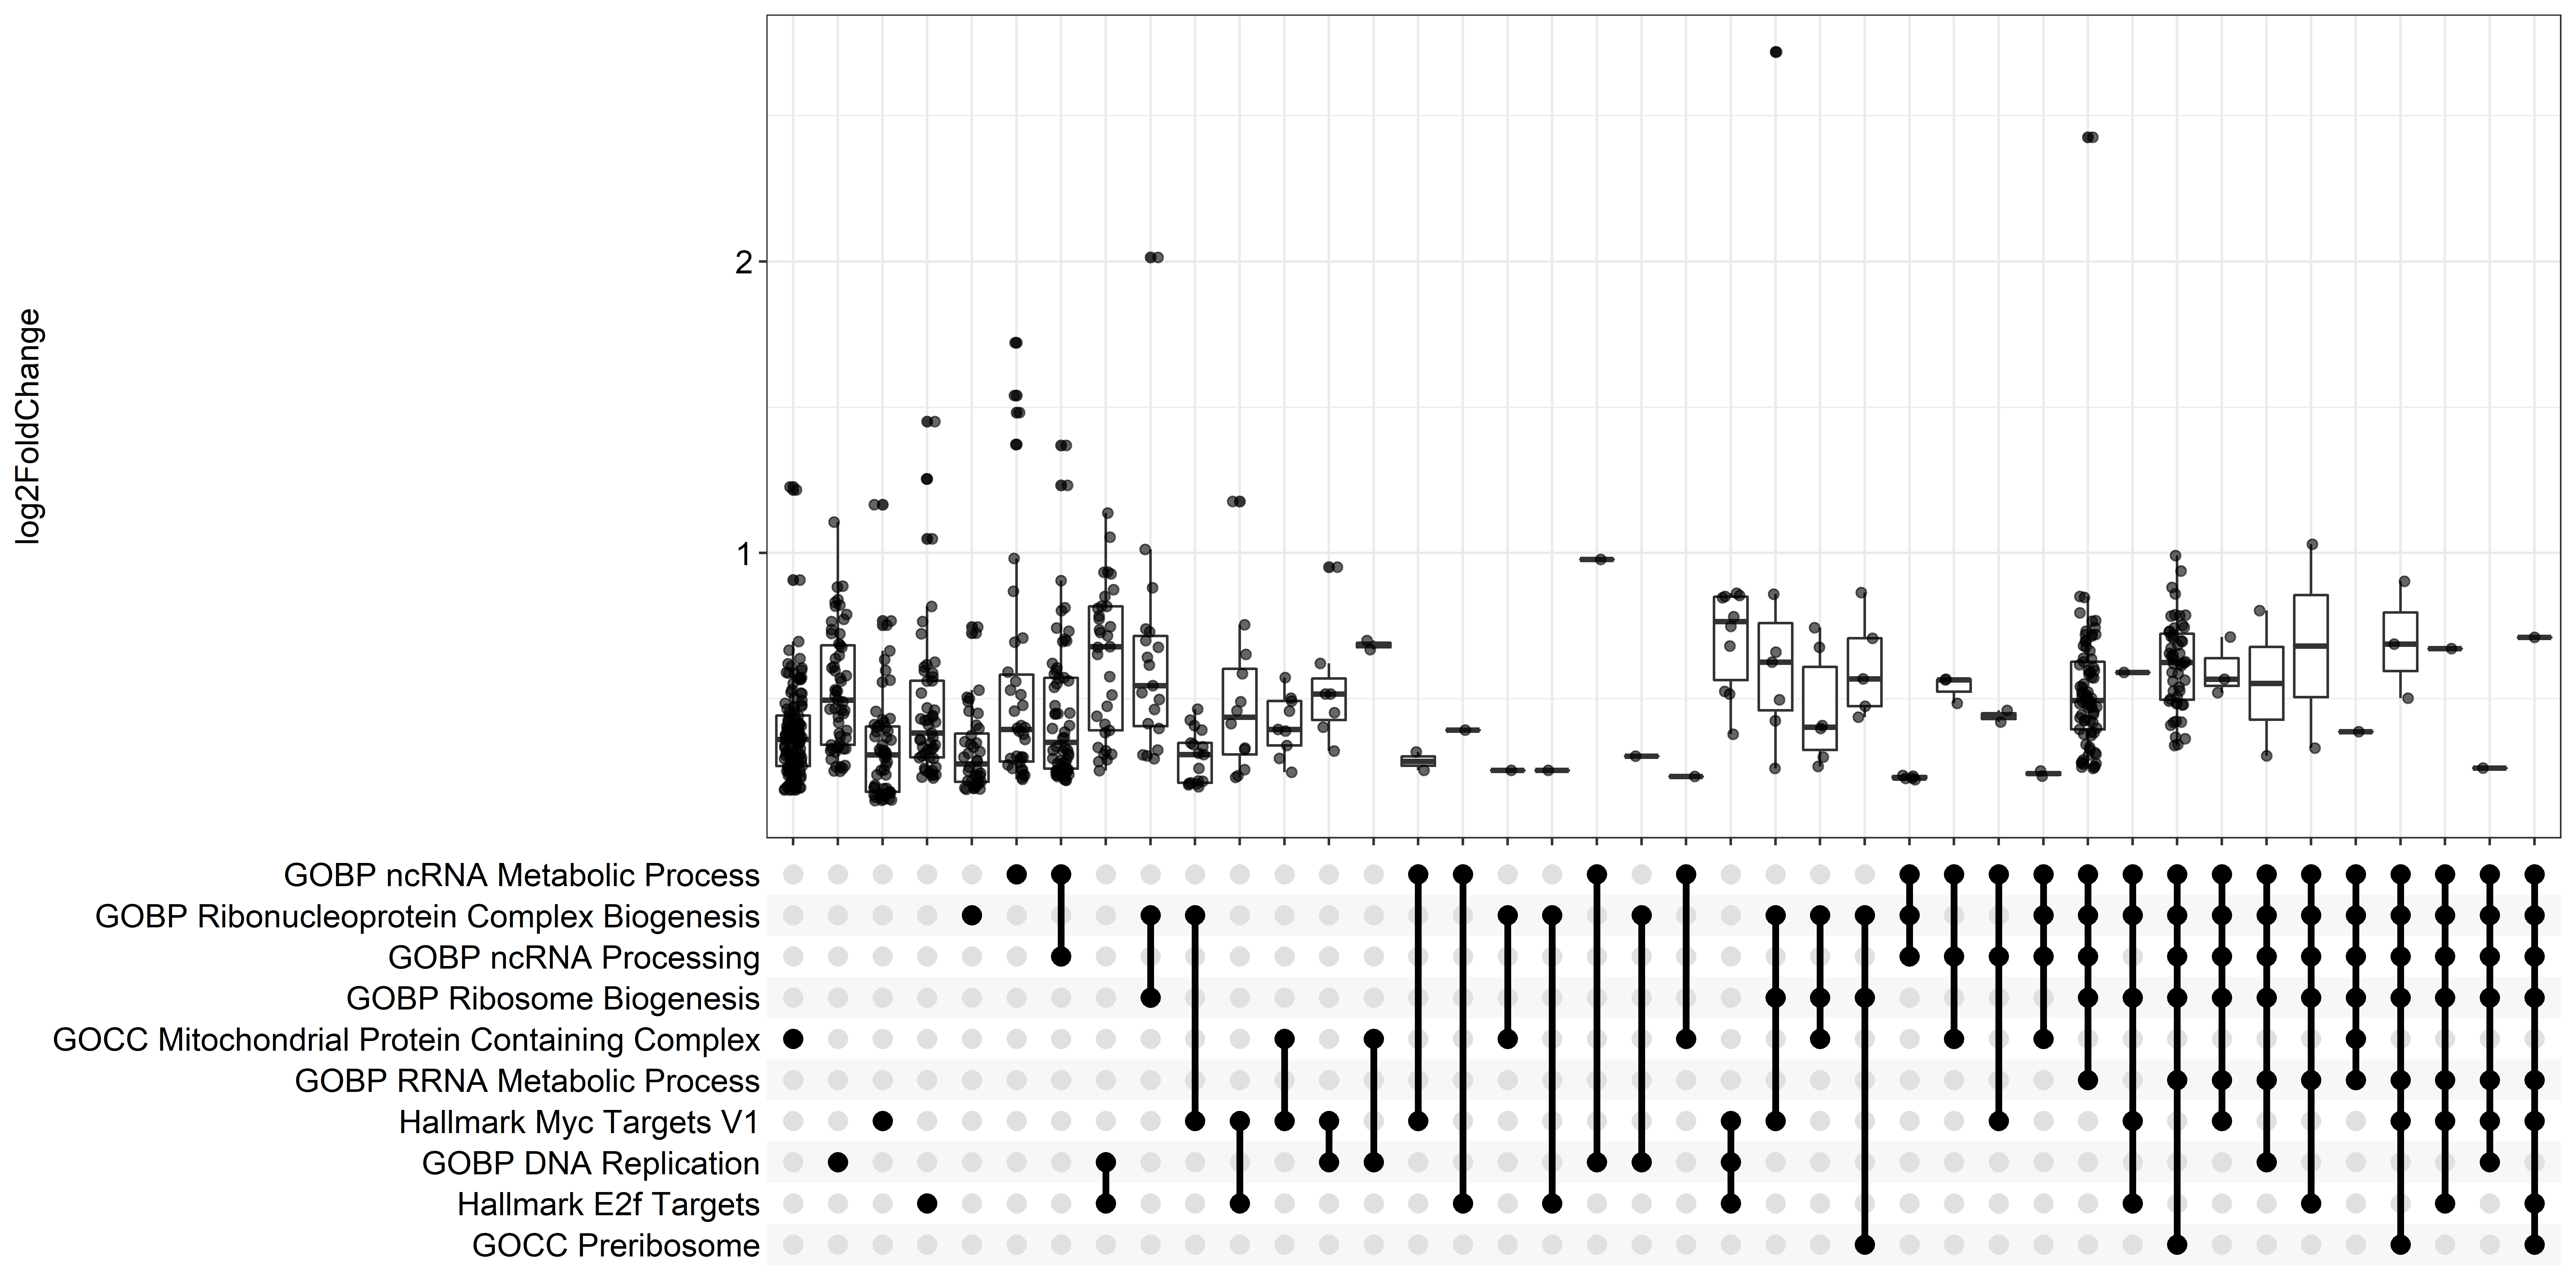 log2FoldChange
2
1
GOBP ncRNA Metabolic Process
GOBP Ribonucleoprotein Complex Biogenesis
GOBP ncRNA Processing
GOBP Ribosome Biogenesis
GOCC Mitochondrial Protein Containing Complex
GOBP RRNA Metabolic Process
Hallmark Myc Targets V1
GOBP DNA Replication
Hallmark E2f Targets
GOCC Preribosome